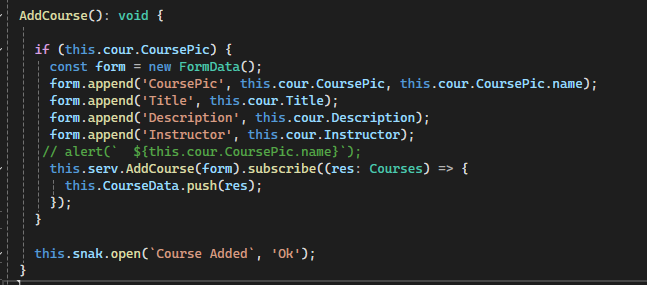 AddCourse(): void {
if (this.cour.CoursePic) {
const form = new FormData();
form.append('CoursePic', this.cour.CoursePic, this.cour.CoursePic.name);
form.append('Title', this.cour.Title);
form.append('Description', this.cour.Description);
form.append('Instructor', this.cour.Instructor);
// alert(`  ${this.cour.CoursePic.name}`);
this.serv.AddCourse(form).subscribe((res: Courses) => {
this.CourseData.push(res);
});
}
this.snak.open(`Course Added`, 'Ok');
}